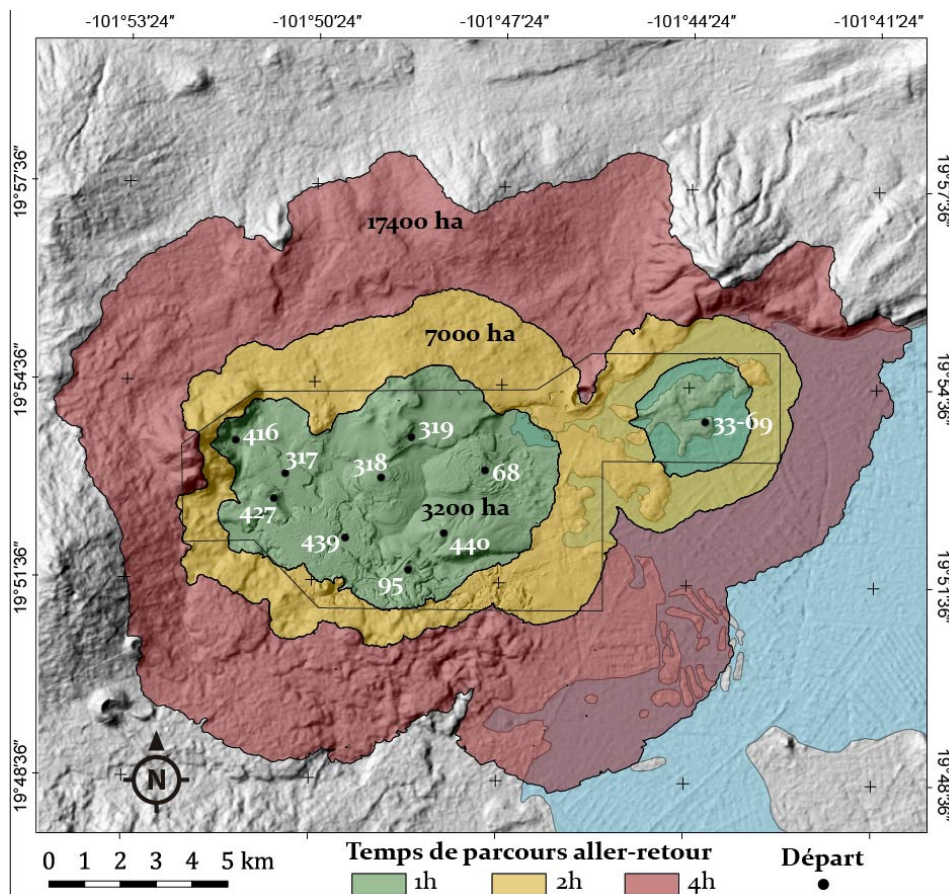 -101°53'24" -101°50'24" -101°47'24" -101°44'24" -101°41'24"
19°57'36" 19°57'36"
17400 ha
7000 ha
19°54'36" 19°54'36"
416 319 33-69
317 318 68
427 3200 ha
439 440
95
19°51'36" 19°51'36"
19°48'36" 19°48'36"
N
0 1 2 3 4 5 km
Temps de parcours aller-retour Départ
1h 2h 4h